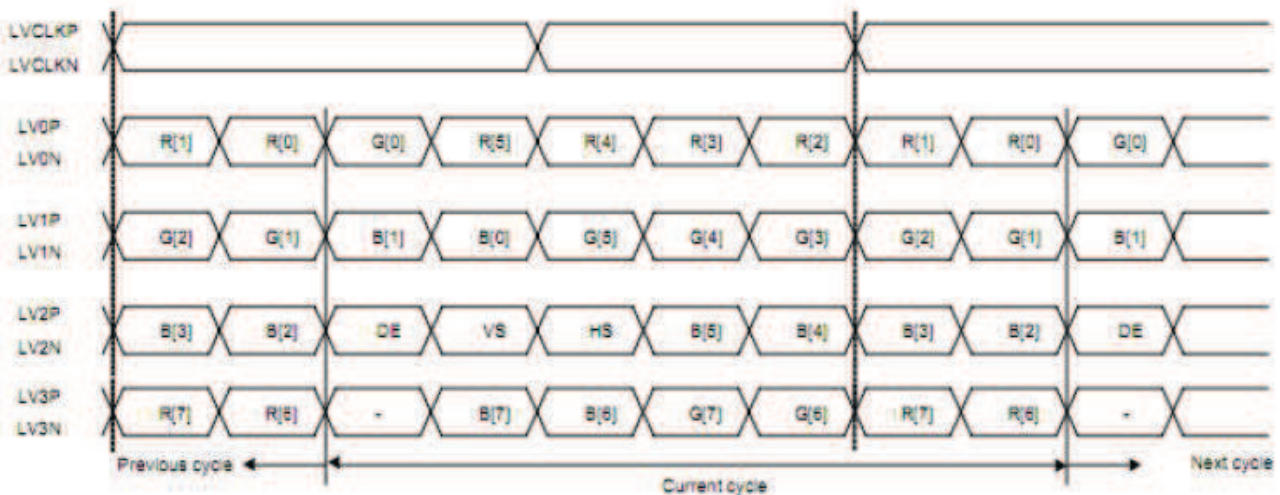 LVCLKP
LVCLKN
LV0P
LV0N
R[1] R[0] G[0] R[5] R[4] R[3] R[2] R[1] R[0] G[0]
LV1P
LV1N
G[2] G[1] B[1] B[0] G[5] G[4] G[3] G[2] G[1] B[1]
LV2P
LV2N
B[3] B[2] DE VS HS B[5] B[4] B[3] B[2] DE
LV3P
LV3N
R[7] R[6] - B[7] B[6] G[7] G[6] R[7] R[6] -
Previous cycle Current cycle Next cycle